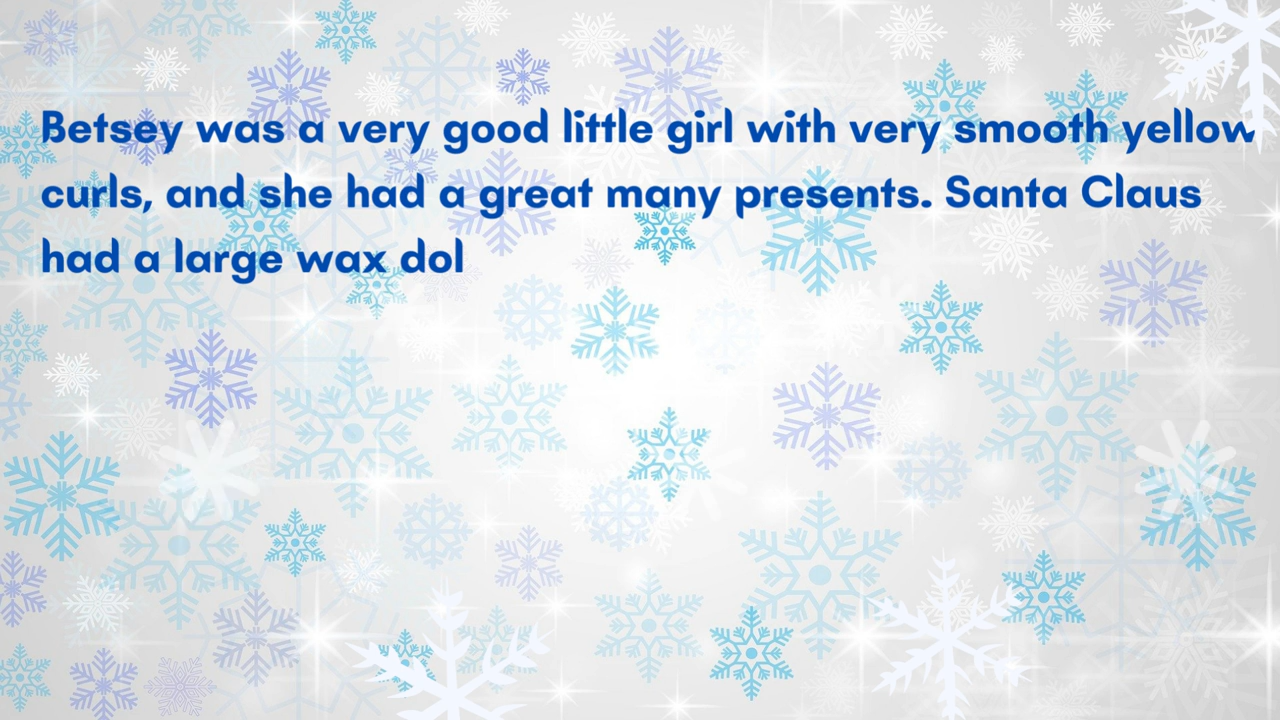 Betsey was a very good little girl with very smooth yellow
curls, and she had a great many presents. Santa Claus
had a large wax dol